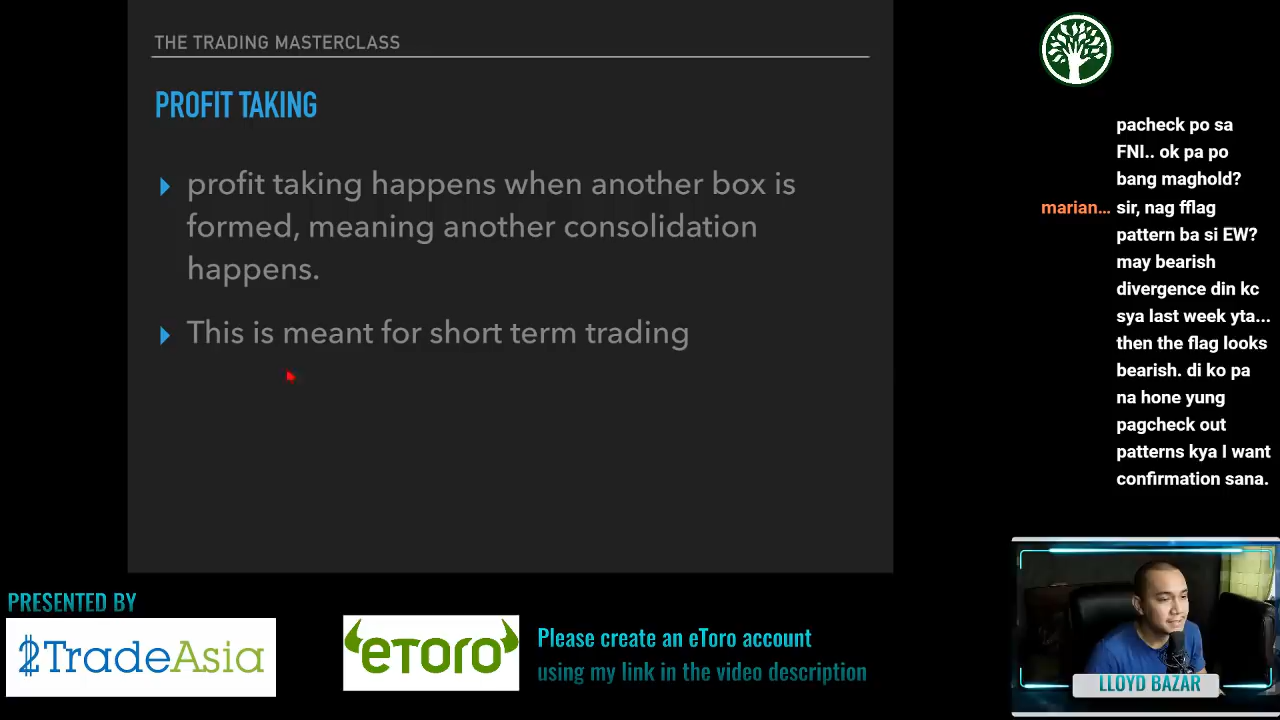 THE TRADING MASTERCLASS
PROFIT TAKING
profit taking happens when another box is
formed, meaning another consolidation
happens.
This is meant for short term trading
pacheck po sa
FNI.. ok pa po
bang maghold?
marian... sir, nag fflag
pattern ba si EW?
may bearish
divergence din kc
sya last week yta...
then the flag looks
bearish. di ko pa
na hone yung
pagcheck out
patterns kya I want
confirmation sana.
PRESENTED BY
2TradeAsia
eToro
Please create an eToro account
using my link in the video description
LLOYD BAZAR